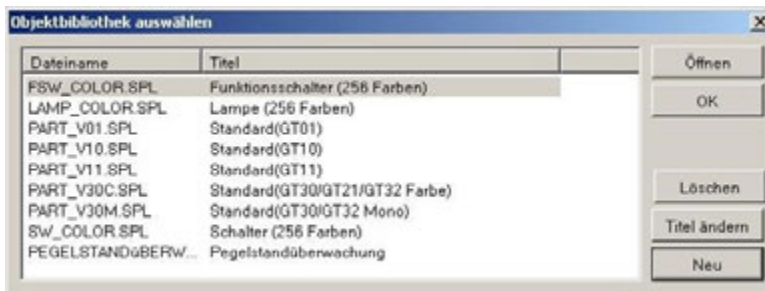 Objektbibliothek auswählen
Dateiname Titel
FSW_COLOR.SPL Funktionsschalter (256 Farben)
LAMP_COLOR.SPL Lampe (256 Farben)
PART_V01.SPL Standard(GT01)
PART_V10.SPL Standard(GT10)
PART_V11.SPL Standard(GT11)
PART_V30C.SPL Standard(GT30/GT21/GT32 Farbe)
PART_V30M.SPL Standard(GT30/GT32 Mono)
SW_COLOR.SPL Schalter (256 Farben)
PEGELSTANDüBERW... Pegelstandüberwachung
Öffnen
OK
Löschen
Titel ändern
Neu